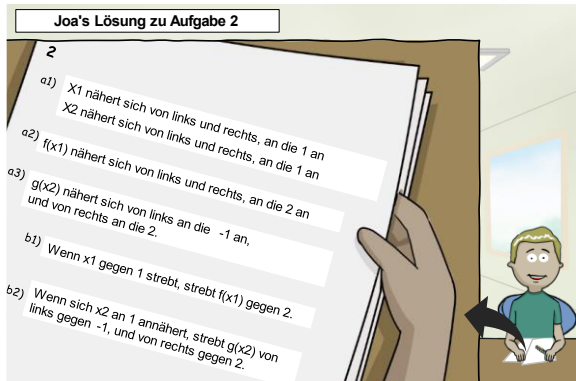 Joa's Lösung zu Aufgabe 2
2
a1) X1 nähert sich von links und rechts, an die 1 an
X2 nähert sich von links und rechts, an die 1 an
a2) f(x1) nähert sich von links und rechts, an die 2 an
a3) g(x2) nähert sich von links an die -1 an,
und von rechts an die 2.
b1) Wenn x1 gegen 1 strebt, strebt f(x1) gegen 2.
b2) Wenn sich x2 an 1 annähert, strebt g(x2) von
links gegen -1, und von rechts gegen 2.